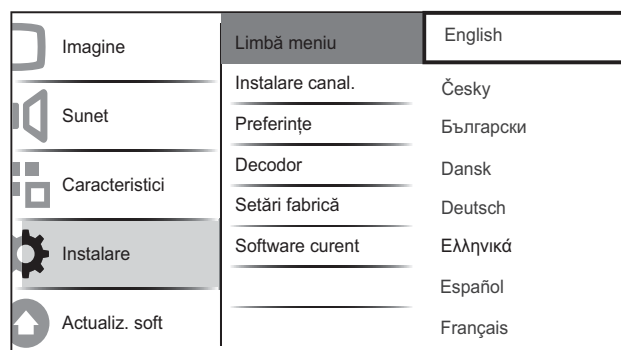 Imagine
Sunet
Caracteristici
Instalare
Actualiz. soft
Limbă meniu
Instalare canal.
Preferințe
Decodor
Setări fabrică
Software curent
English
Česky
Български
Dansk
Deutsch
Ελληνικά
Español
Français